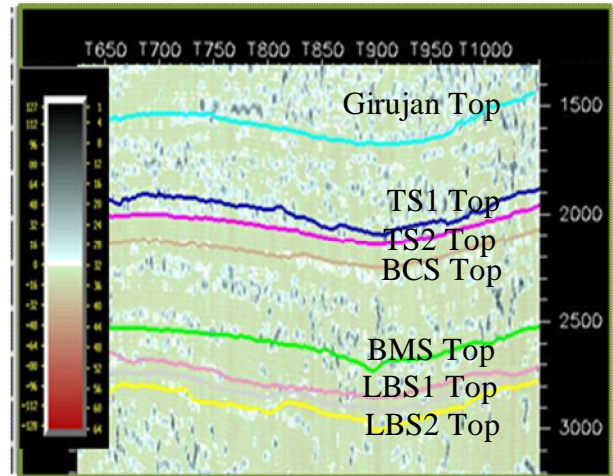 T650 T700 T750 T800 T850 T900 T950 T1000
Girujan Top
1500
TS1 Top
2000
TS2 Top
BCS Top
2500
BMS Top
LBS1 Top
LBS2 Top
3000